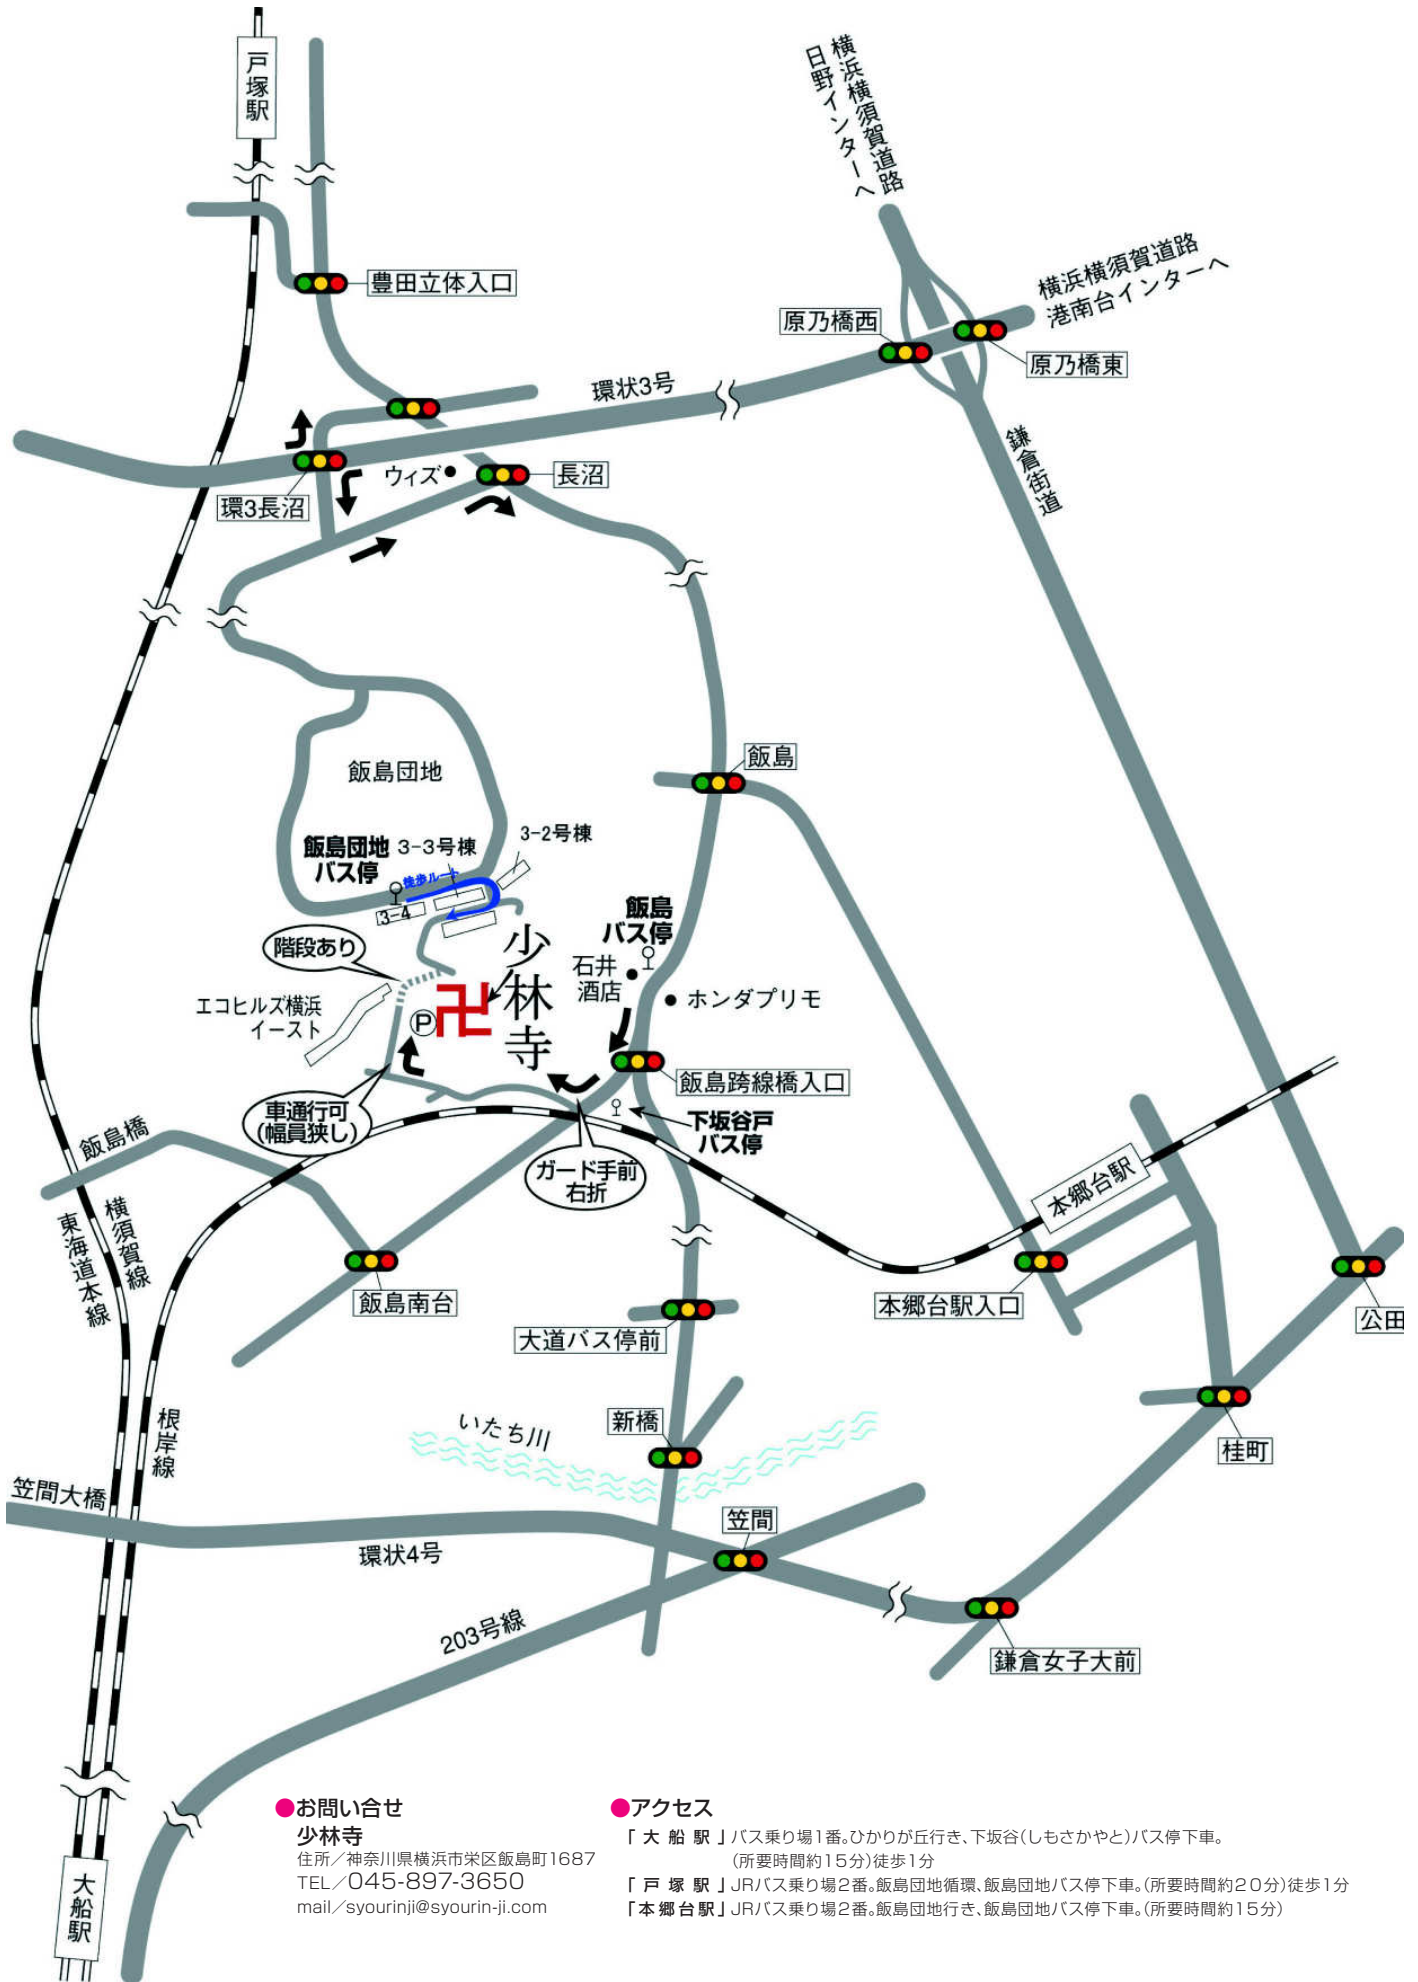 戸塚駅
横浜横須賀道路
日野インターへ
豊田立体入口
横浜横須賀道路
港南台インターへ
原乃橋西
原乃橋東
環状3号
鎌倉街道
ウィズ
長沼
環3長沼
飯島団地
飯島
飯島団地
バス停
3-3号棟
3-2号棟
徒歩ルート
3-4
飯島
バス停
階段あり
少林寺
石井
酒店
ホンダプリモ
エコヒルズ横浜
イースト
P
飯島跨線橋入口
車通行可
(幅員狭し)
下坂谷戸
バス停
飯島橋
ガード手前
右折
本郷台駅
横須賀線
東海道本線
飯島南台
本郷台駅入口
公田
大道バス停前
いたち川
新橋
桂町
根岸線
笠間大橋
笠間
環状4号
203号線
鎌倉女子大前
大船駅
●お問い合せ
少林寺
住所／神奈川県横浜市栄区飯島町1687
TEL／045-897-3650
mail／syourinji@syourin-ji.com
●アクセス
「大船駅」バス乗り場1番。ひかりが丘行き、下坂谷(しもさかやと)バス停下車。
(所要時間約15分)徒歩1分
「戸塚駅」JRバス乗り場2番。飯島団地循環、飯島団地バス停下車。(所要時間約20分)徒歩1分
「本郷台駅」JRバス乗り場2番。飯島団地行き、飯島団地バス停下車。(所要時間約15分)